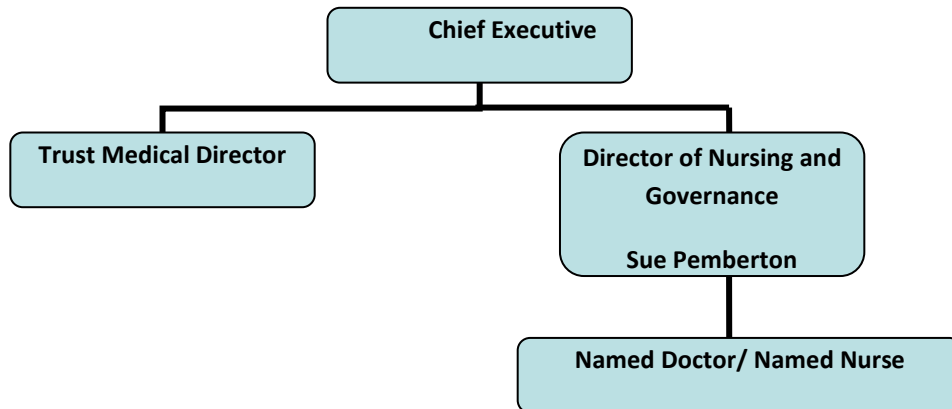 Chief Executive
Trust Medical Director
Director of Nursing and
Governance
Sue Pemberton
Named Doctor/ Named Nurse